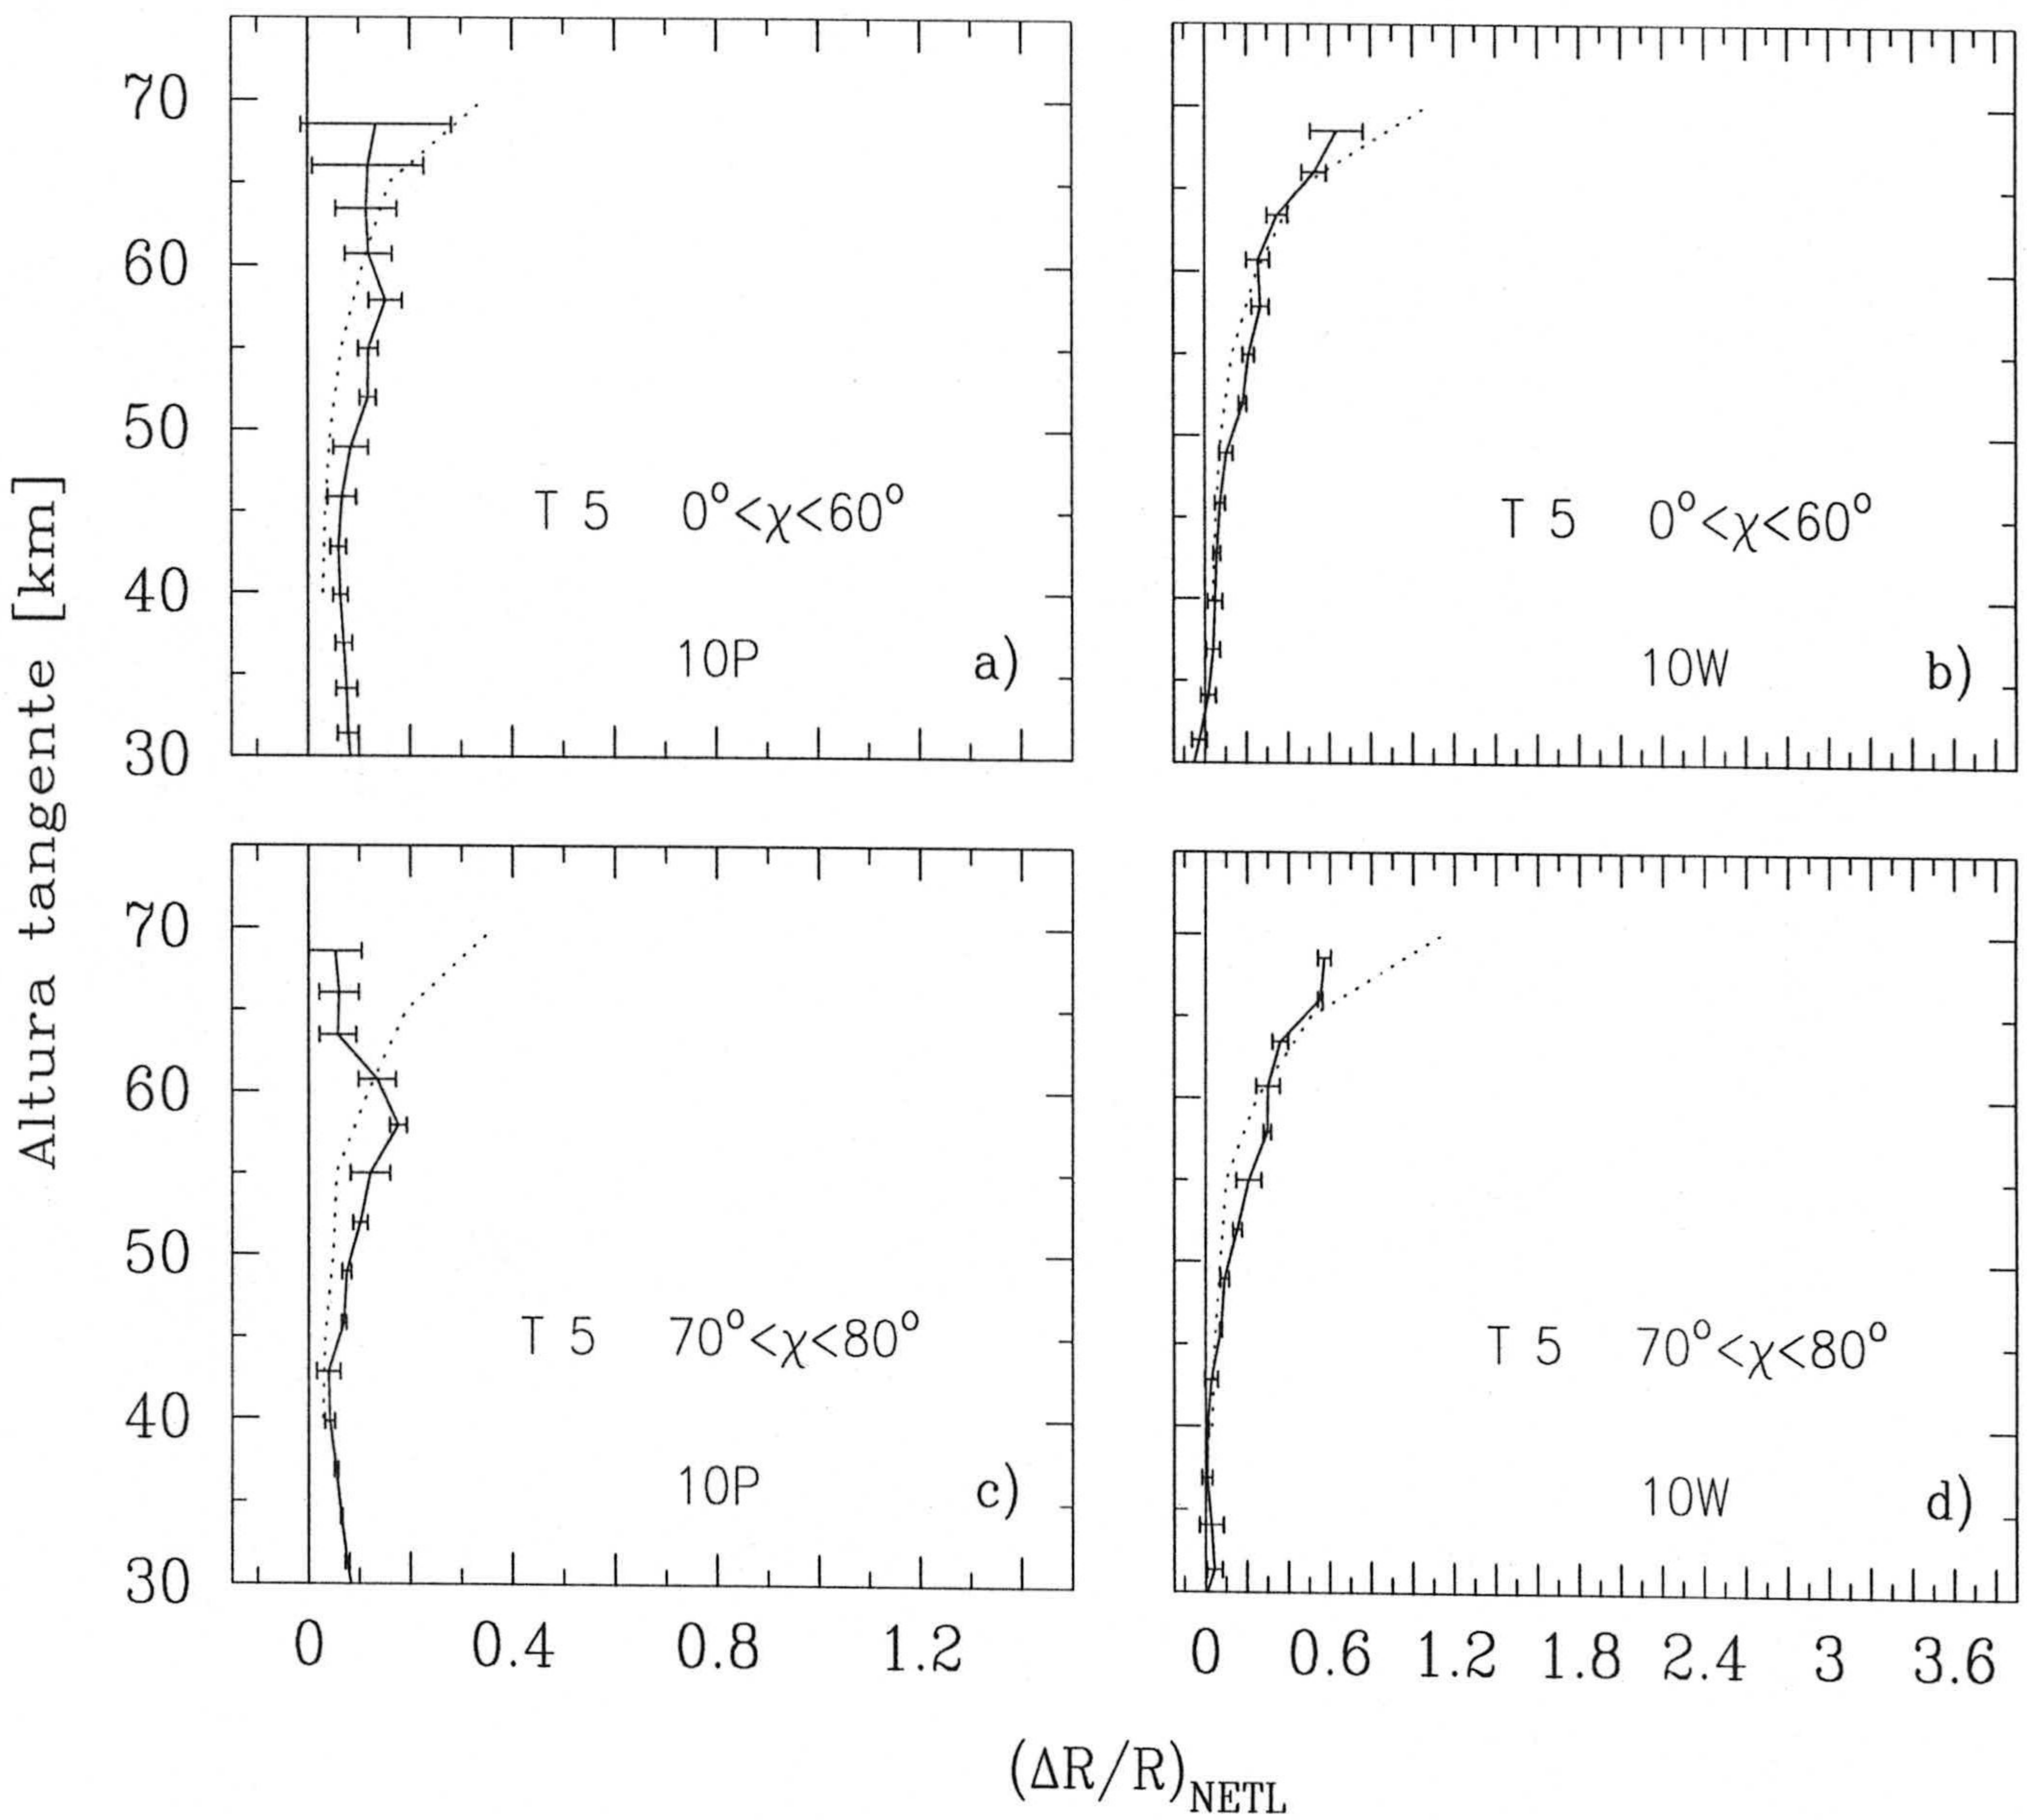 Altura tangente [km]
70
60
50
40
30
T 5 0°<χ<60°
10P a)
T 5 0°<χ<60°
10W b)
70
60
50
40
30
T 5 70°<χ<80°
10P c)
T 5 70°<χ<80°
10W d)
0 0.4 0.8 1.2
0 0.6 1.2 1.8 2.4 3 3.6
(ΔR/R)NETL